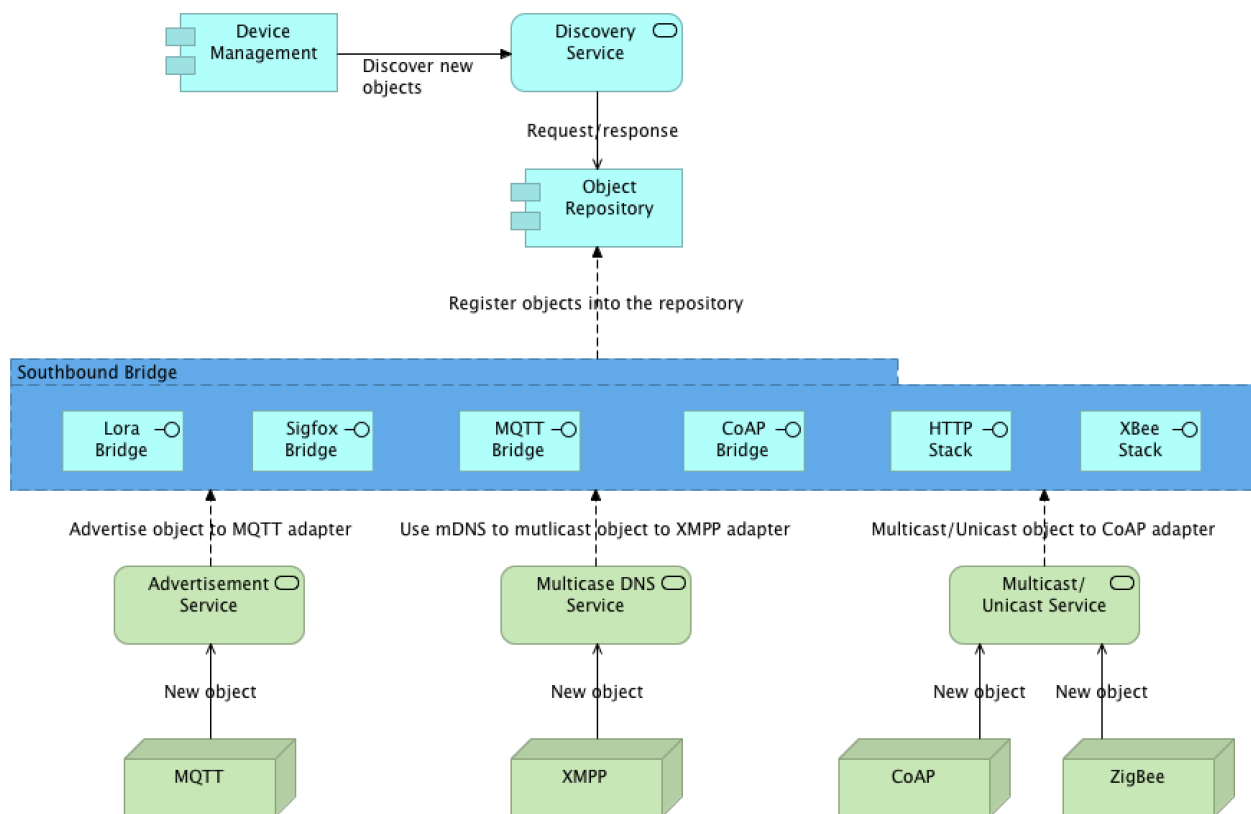 Device
Management
Discovery
Service
Discover new
objects
Request/response
Object
Repository
Register objects into the repository
Southbound Bridge
Lora
Bridge
Sigfox
Bridge
MQTT
Bridge
CoAP
Bridge
HTTP
Stack
XBee
Stack
Advertise object to MQTT adapter
Use mDNS to mutlicast object to XMPP adapter
Multicast/Unicast object to CoAP adapter
Advertisement
Service
Multicase DNS
Service
Multicast/
Unicast Service
New object
New object
New object
New object
MQTT
XMPP
CoAP
ZigBee